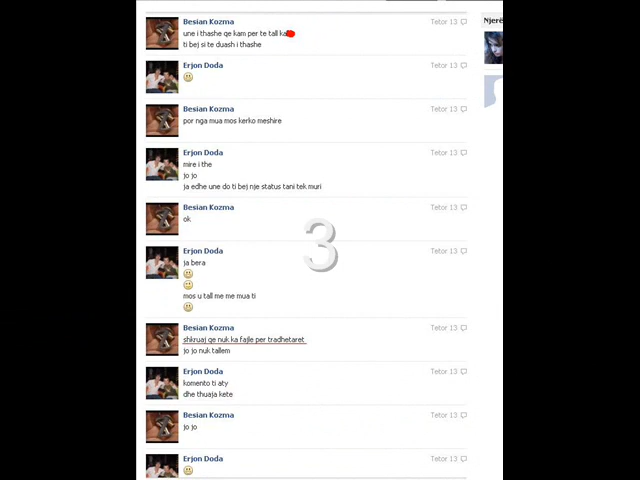 Besian Kozma
Tetor 13
une i thashe qe kam per te tall ka
ti bej si te duash i thashe
Njerë
Erjon Doda
Tetor 13
Besian Kozma
Tetor 13
por nga mua mos kerko meshire
Erjon Doda
Tetor 13
mire i the
jo jo
ja edhe une do ti bej nje status tani tek muri
Besian Kozma
Tetor 13
ok
3
Erjon Doda
Tetor 13
ja bera
mos u tall me me mua ti
Besian Kozma
Tetor 13
shkruaj qe nuk ka fajle per tradhetaret
jo jo nuk tallem
Erjon Doda
Tetor 13
komento ti aty
dhe thuaja kete
Besian Kozma
Tetor 13
jo jo
Erjon Doda
Tetor 13